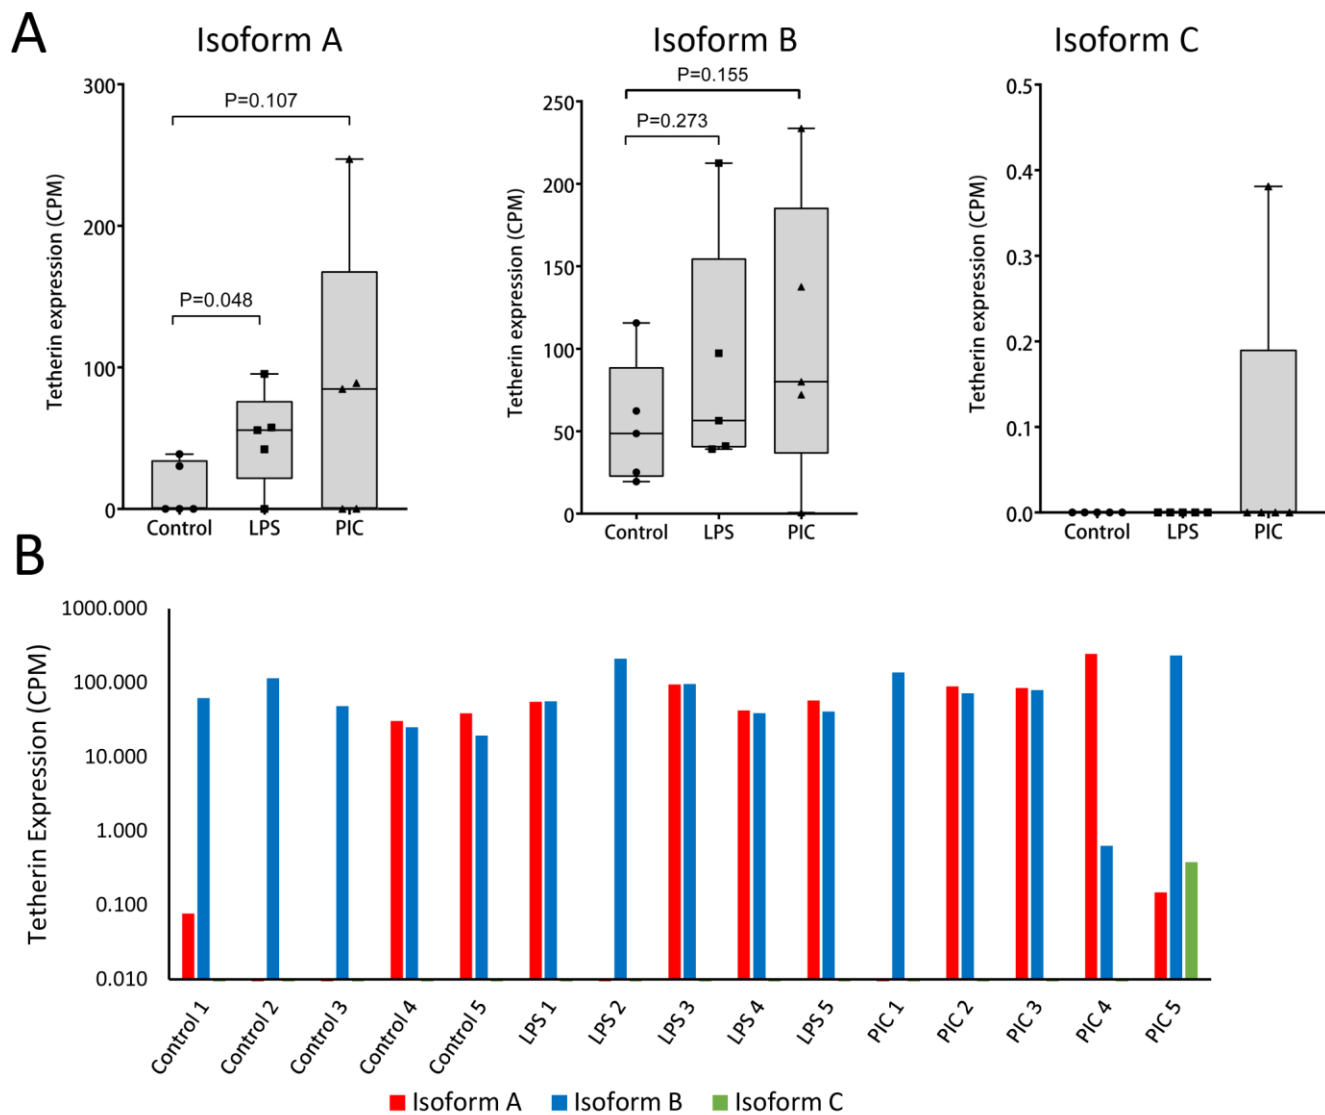 A
Isoform A
Isoform B
Isoform C
Tetherin expression (CPM)
300
200
100
0
P=0.107
P=0.048
Control
LPS
PIC
Tetherin expression (CPM)
250
200
150
100
50
0
P=0.155
P=0.273
Control
LPS
PIC
Tetherin expression (CPM)
0.5
0.4
0.3
0.2
0.1
0.0
Control
LPS
PIC
B
Tetherin Expression (CPM)
1000.000
100.000
10.000
1.000
0.100
0.010
Control 1
Control 2
Control 3
Control 4
Control 5
LPS 1
LPS 2
LPS 3
LPS 4
LPS 5
PIC 1
PIC 2
PIC 3
PIC 4
PIC 5
Isoform A
Isoform B
Isoform C